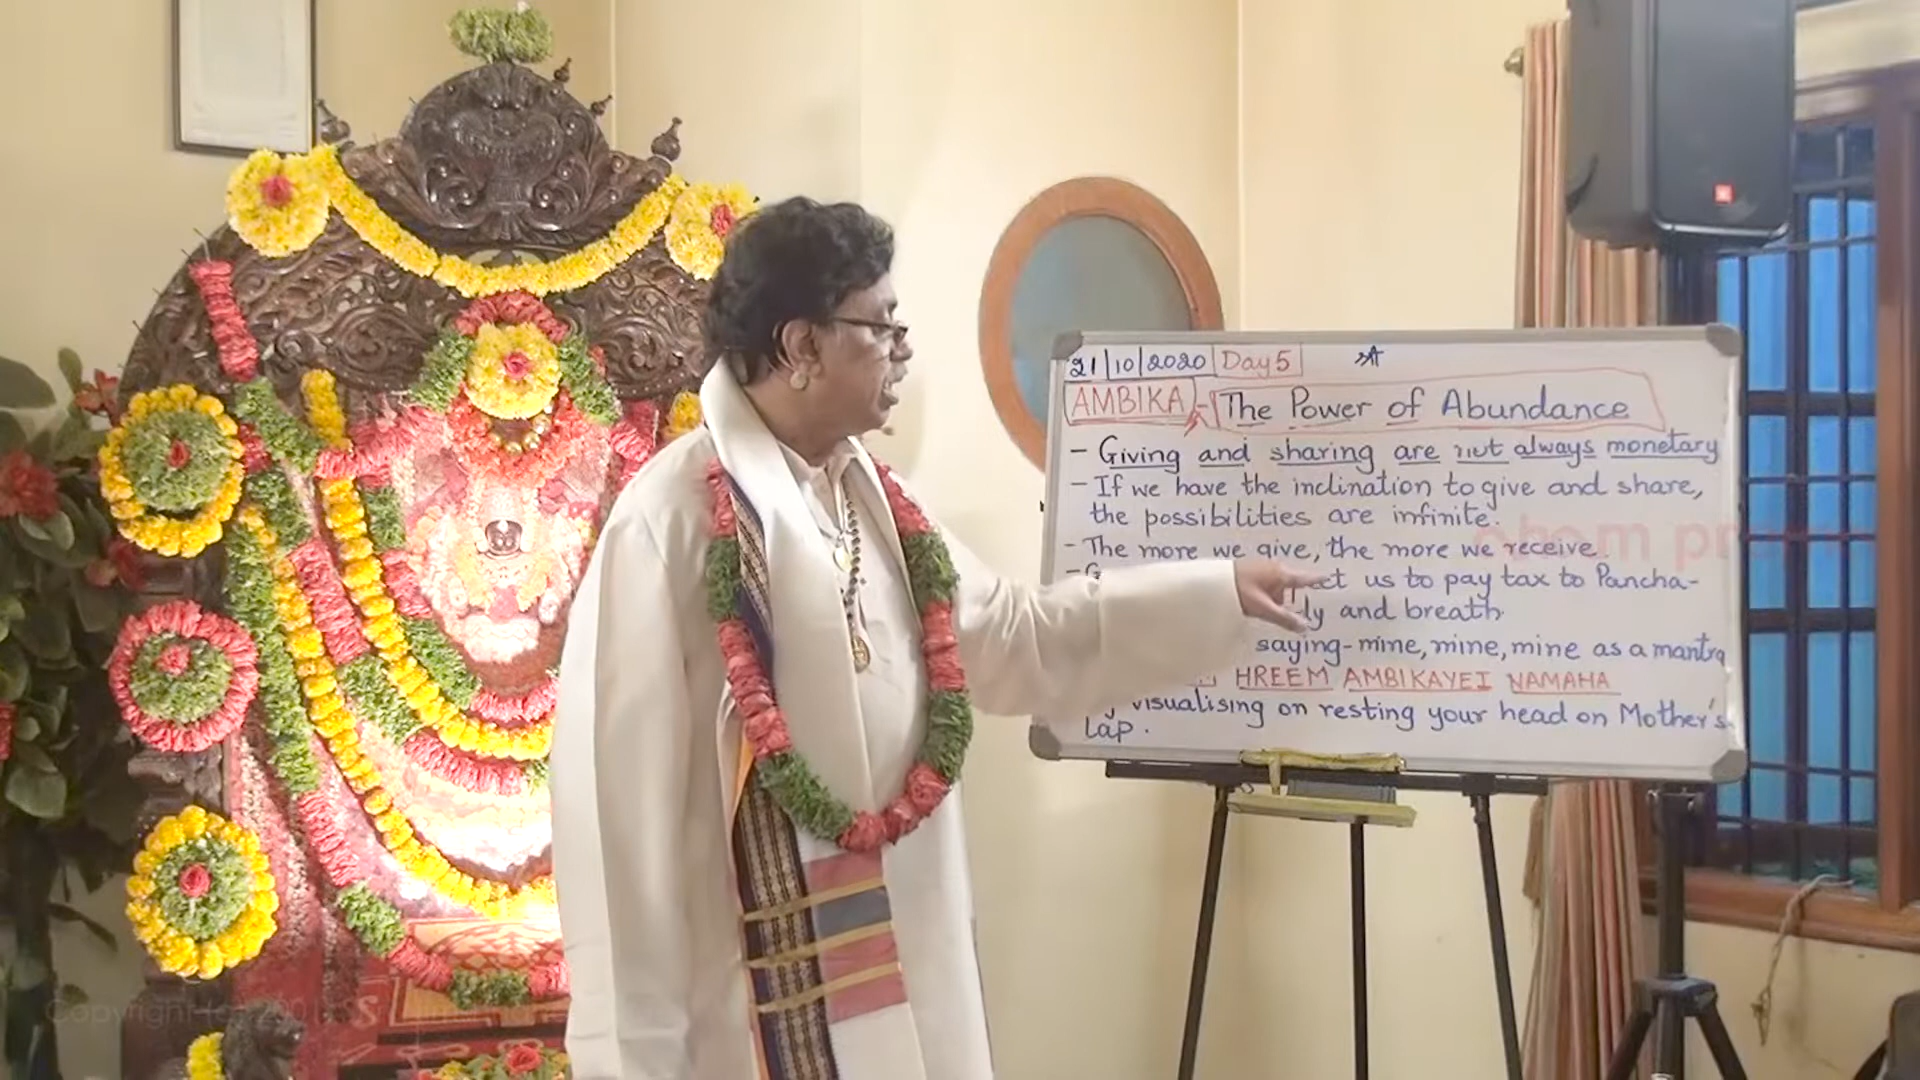 21/10/2020 Day 5 श्री
AMBIKA - The Power of Abundance
- Giving and sharing are not always monetary
- If we have the inclination to give and share,
the possibilities are infinite.
- The more we give, the more we receive.
us to pay tax to Pancha-
and breath.
saying - mine, mine, mine as a mantra
HREEM AMBIKAYEI NAMAHA
visualising on resting your head on Mother's
Lap.
Copyright